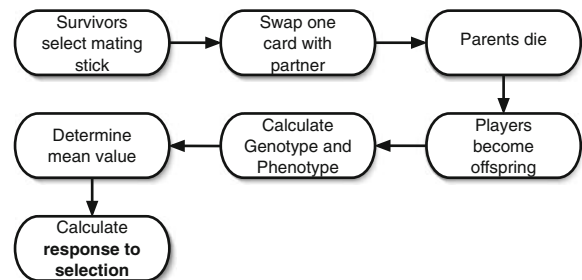 Survivors
select mating
stick
Swap one
card with
partner
Parents die
Players
become
offspring
Calculate
Genotype and
Phenotype
Determine
mean value
Calculate
response to
selection